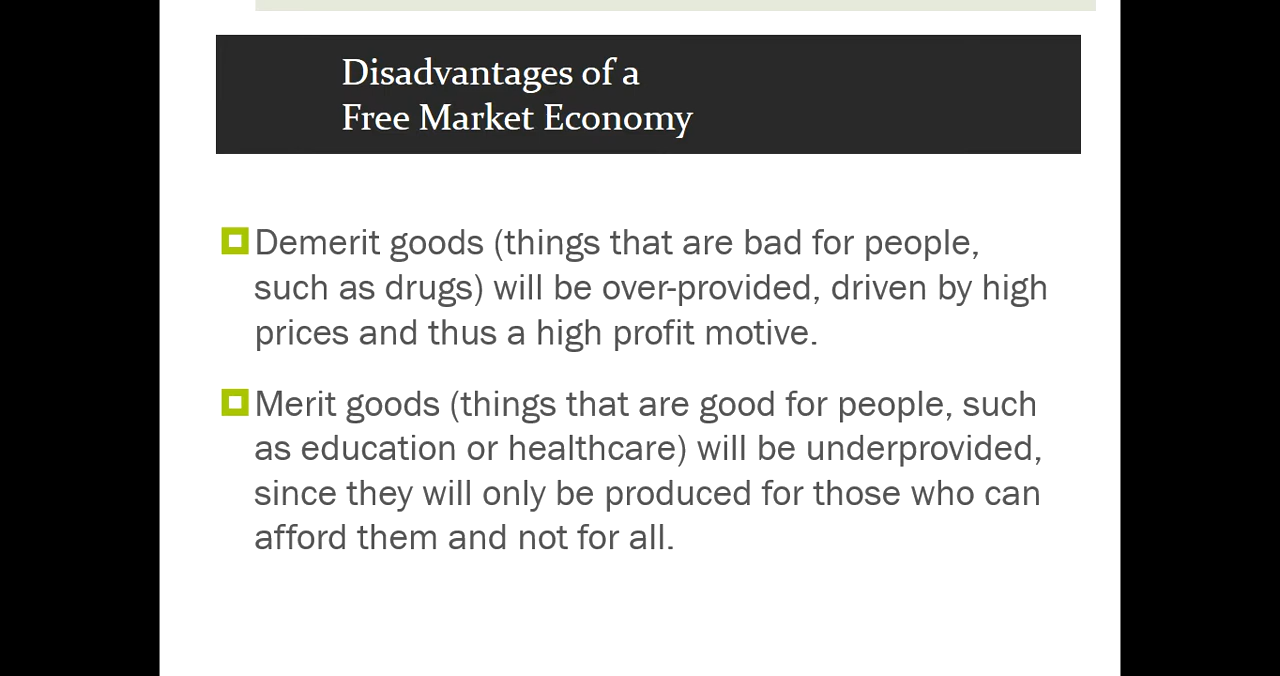 Disadvantages of a
Free Market Economy
Demerit goods (things that are bad for people,
such as drugs) will be over-provided, driven by high
prices and thus a high profit motive.
Merit goods (things that are good for people, such
as education or healthcare) will be underprovided,
since they will only be produced for those who can
afford them and not for all.